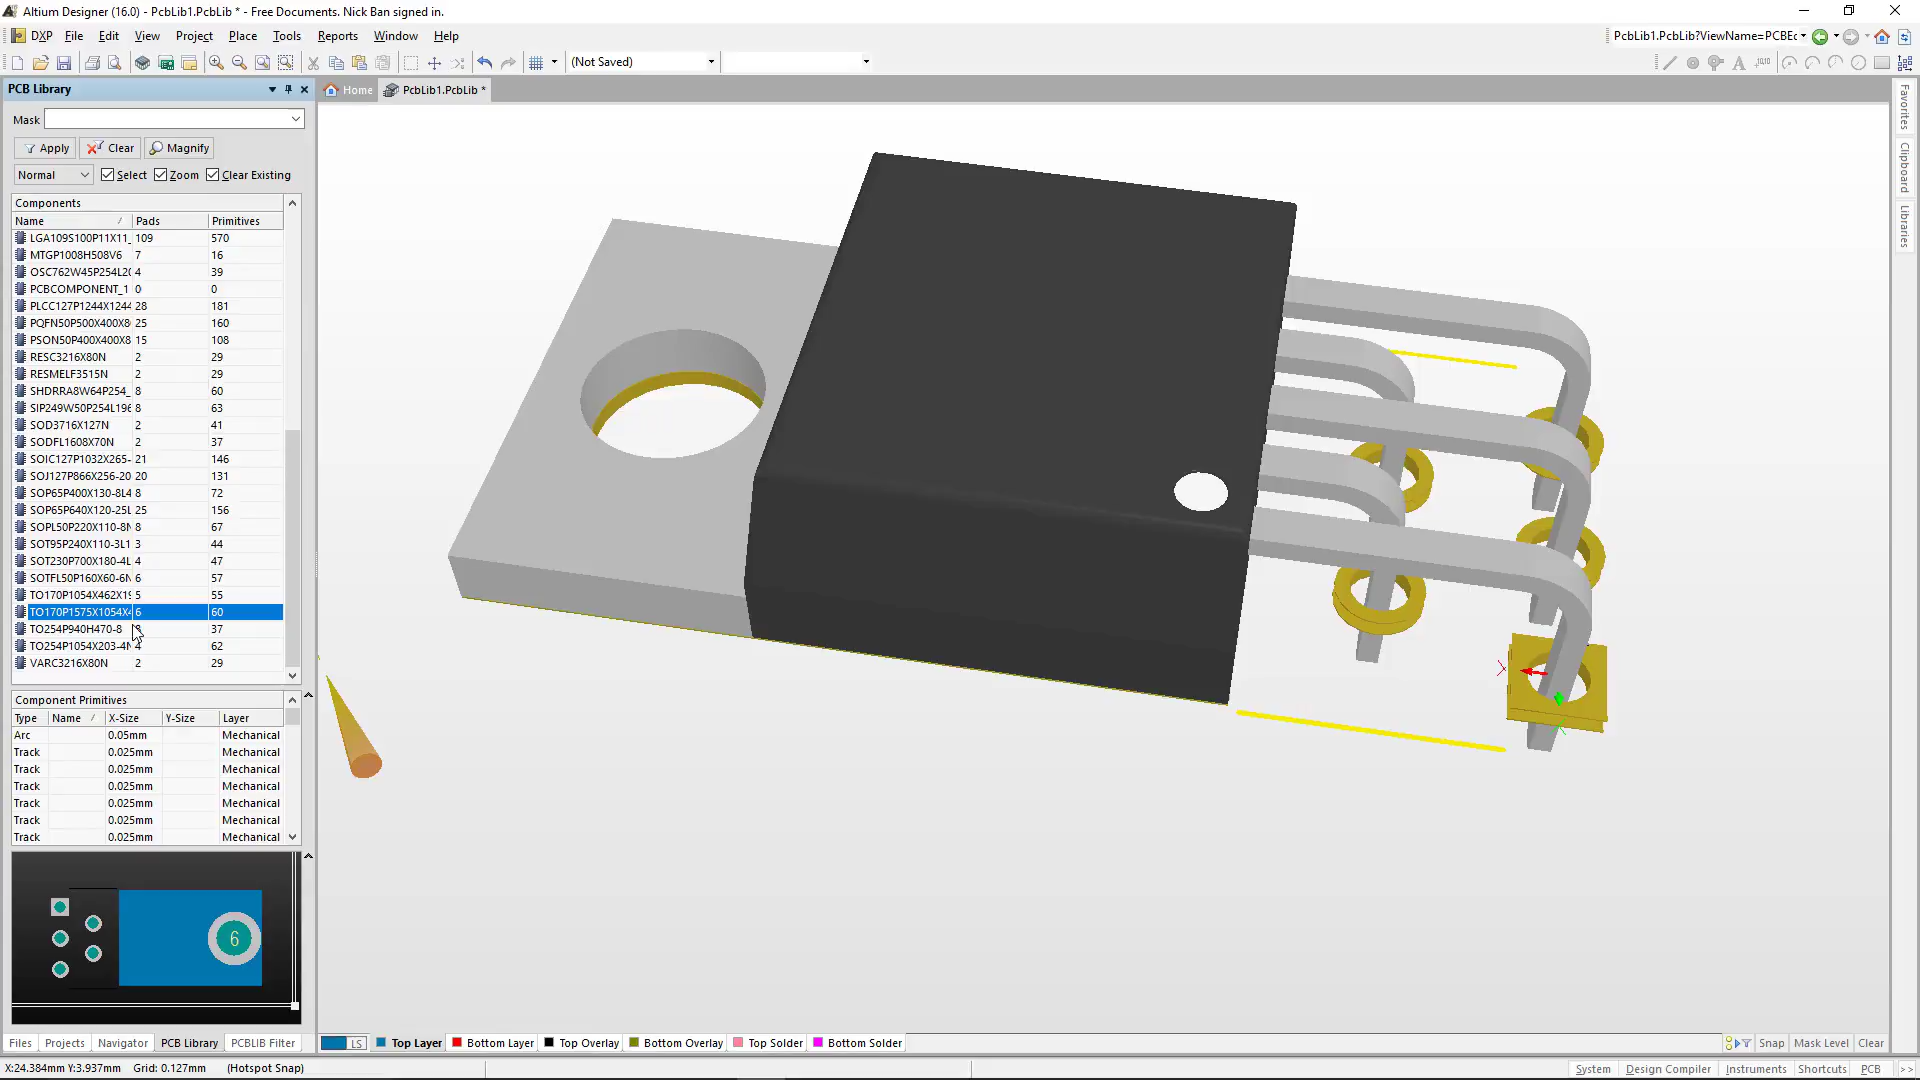 Altium Designer (16.0) - PcbLib1.PcbLib * - Free Documents. Nick Ban signed in.
DXP File Edit View Project Place Tools Reports Window Help
PcbLib1.PcbLib?ViewName=PCBEc
(Not Saved)
PCB Library
Home PcbLib1.PcbLib *
Mask
Apply Clear Magnify
Normal Select Zoom Clear Existing
Components
Name / Pads Primitives
LGA109S100P11X11_ 109 570
MTGP1008H508V6 7 16
OSC762W45P254L20 4 39
PCBCOMPONENT_1 0 0
PLCC127P1244X1244 28 181
PQFN50P500X400X8 25 160
PSON50P400X400X8 15 108
RESC3216X80N 2 29
RESMELF3515N 2 29
SHDRRA8W64P254_ 8 60
SIP249W50P254L196 8 63
SOD3716X127N 2 41
SODFL1608X70N 2 37
SOIC127P1032X265- 21 146
SOJ127P866X256-20 20 131
SOP65P400X130-8L4 8 72
SOP65P640X120-25L 25 156
SOPL50P220X110-8N 8 67
SOT95P240X110-3L1 3 44
SOT230P700X180-4L 4 47
SOTFL50P160X60-6N 6 57
TO170P1054X462X19 5 55
TO170P1575X1054X4 6 60
TO254P940H470-8 37
TO254P1054X203-4N 4 62
VARC3216X80N 2 29
Component Primitives
Type Name / X-Size Y-Size Layer
Arc 0.05mm Mechanical
Track 0.025mm Mechanical
Track 0.025mm Mechanical
Track 0.025mm Mechanical
Track 0.025mm Mechanical
Track 0.025mm Mechanical
Track 0.025mm Mechanical
6
Files Projects Navigator PCB Library PCBLIB Filter
LS Top Layer Bottom Layer Top Overlay Bottom Overlay Top Solder Bottom Solder
Snap Mask Level Clear
X:24.384mm Y:3.937mm Grid: 0.127mm (Hotspot Snap)
System Design Compiler Instruments Shortcuts PCB >>
Favorites
Clipboard
Libraries